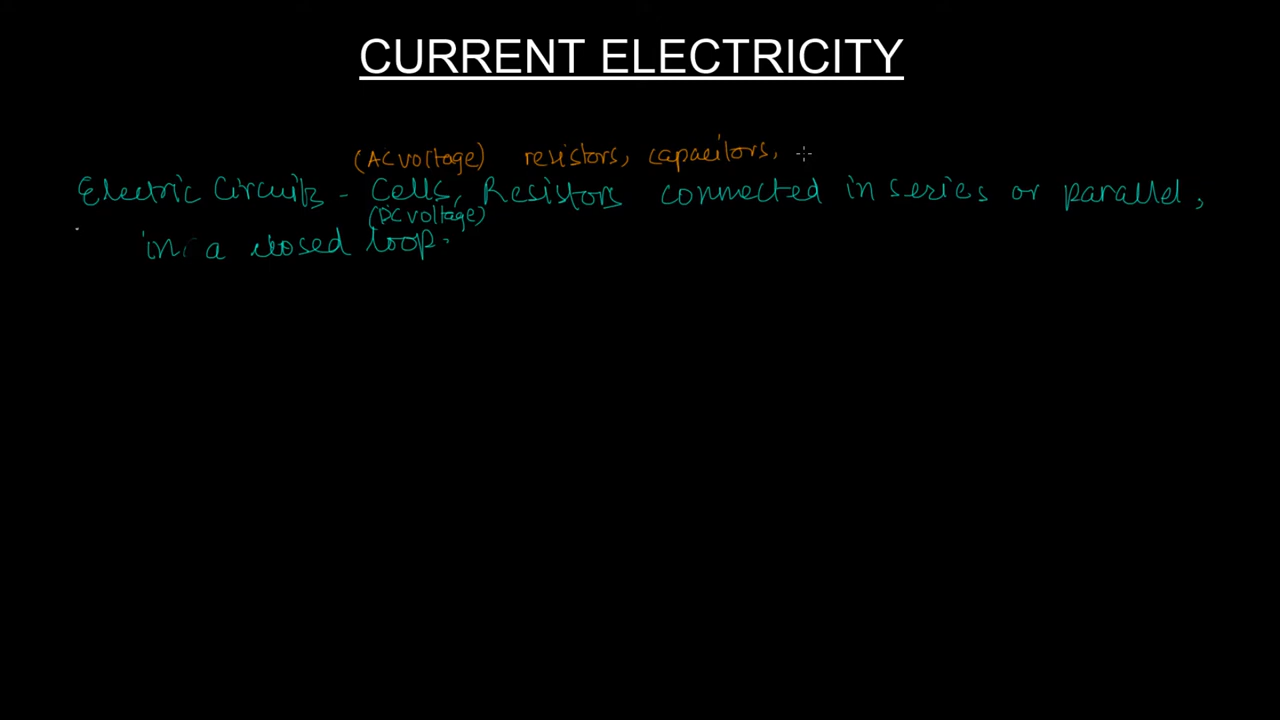 CURRENT ELECTRICITY
(AC voltage) resistors, capacitors,
Electric Circuits - Cells, Resistors connected in series or parallel,
(DC voltage)
in a closed loop.